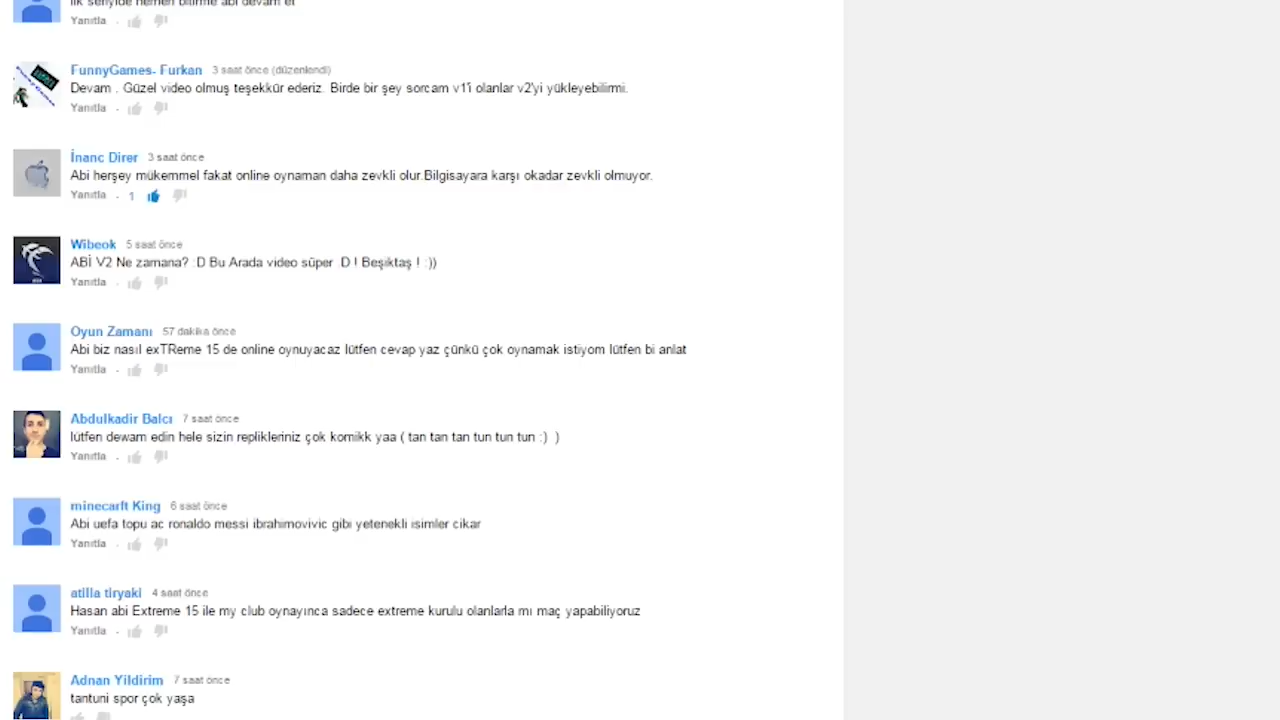 ilk seriyide hemen bitirme abi devam et
Yanıtla
FunnyGames- Furkan 3 saat önce (düzenlendi)
Devam . Güzel video olmuş teşekkür ederiz. Birde bir şey sorcam v1'i olanlar v2'yi yükleyebilirmi.
Yanıtla
İnanc Direr 3 saat önce
Abi herşey mükemmel fakat online oynaman daha zevkli olur.Bilgisayara karşı okadar zevkli olmuyor.
Yanıtla 1
Wibeok 5 saat önce
ABİ V2 Ne zamana? :D Bu Arada video süper :D ! Beşiktaş ! :))
Yanıtla
Oyun Zamanı 57 dakika önce
Abi biz nasıl exTReme 15 de online oynuyacaz lütfen cevap yaz çünkü çok oynamak istiyom lütfen bi anlat
Yanıtla
Abdulkadir Balcı 7 saat önce
lütfen dewam edin hele sizin replikleriniz çok komikk yaa ( tan tan tan tun tun tun :) )
Yanıtla
minecarft King 6 saat önce
Abi uefa topu ac ronaldo messi ibrahimovivic gibi yetenekli isimler cikar
Yanıtla
atilla tiryaki 4 saat önce
Hasan abi Extreme 15 ile my club oynayınca sadece extreme kurulu olanlarla mı maç yapabiliyoruz
Yanıtla
Adnan Yildirim 7 saat önce
tantuni spor çok yaşa